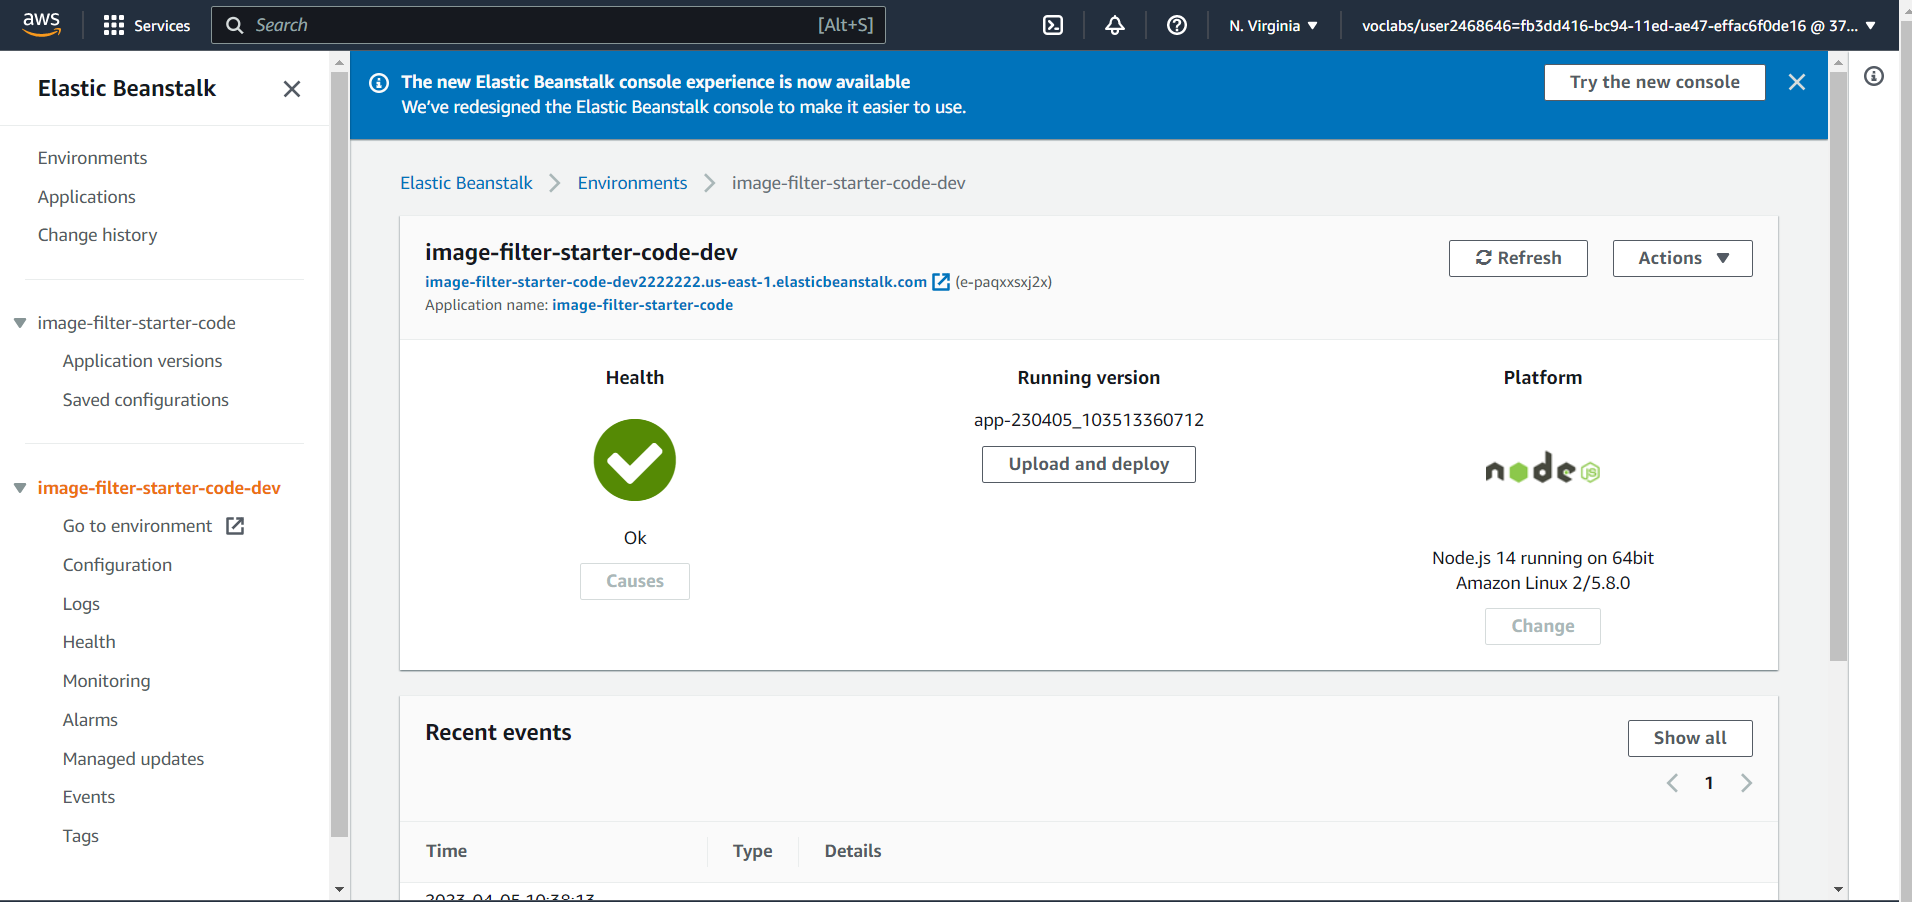 aws
Services
Search
[Alt+S]
N. Virginia
voclabs/user2468646=fb3dd416-bc94-11ed-ae47-effac6f0de16 @ 37...
Elastic Beanstalk
Environments
Applications
Change history
image-filter-starter-code
Application versions
Saved configurations
image-filter-starter-code-dev
Go to environment
Configuration
Logs
Health
Monitoring
Alarms
Managed updates
Events
Tags
The new Elastic Beanstalk console experience is now available
We've redesigned the Elastic Beanstalk console to make it easier to use.
Try the new console
Elastic Beanstalk
Environments
image-filter-starter-code-dev
image-filter-starter-code-dev
image-filter-starter-code-dev2222222.us-east-1.elasticbeanstalk.com (e-paqxxsxj2x)
Application name: image-filter-starter-code
Refresh
Actions
Health
Ok
Causes
Running version
app-230405_103513360712
Upload and deploy
Platform
node JS
Node.js 14 running on 64bit
Amazon Linux 2/5.8.0
Change
Recent events
Show all
1
Time
Type
Details
2023-04-05 10:38:13